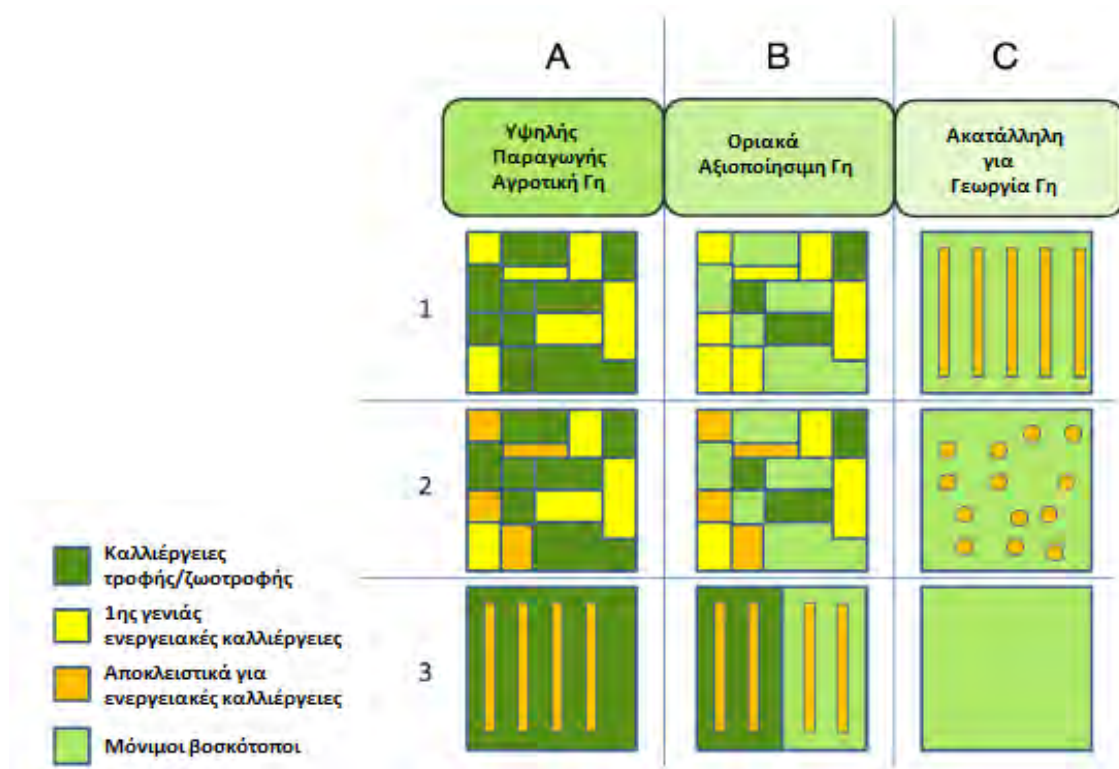 A
B
C
Υψηλής
Παραγωγής
Αγροτική Γη
Οριακά
Αξιοποίησιμη Γη
Ακατάλληλη
για
Γεωργία Γη
1
2
3
Καλλιέργειες
τροφής/ζωοτροφής
1ης γενιάς
ενεργειακές καλλιέργειες
Αποκλειστικά για
ενεργειακές καλλιέργειες
Μόνιμοι βοσκότοποι